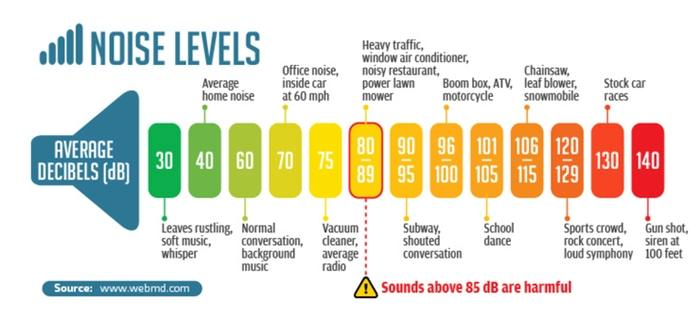 NOISE LEVELS
Average
home noise
Office noise,
inside car
at 60 mph
Heavy traffic,
window air conditioner,
noisy restaurant,
power lawn
mower
Boom box, ATV,
motorcycle
Chainsaw,
leaf blower,
snowmobile
Stock car
races
AVERAGE
DECIBELS (dB)
30
40
60
70
75
80
89
90
95
96
100
101
105
106
115
120
129
130
140
Leaves rustling,
soft music,
whisper
Normal
conversation,
background
music
Vacuum
cleaner,
average
radio
Subway,
shouted
conversation
School
dance
Sports crowd,
rock concert,
loud symphony
Gun shot,
siren at
100 feet
Source: www.webmd.com
! Sounds above 85 dB are harmful